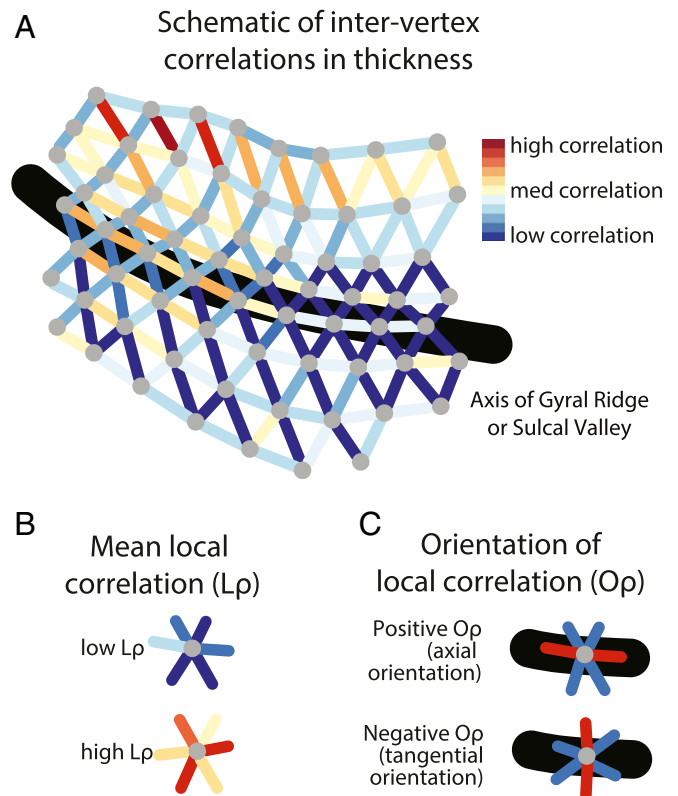 A
Schematic of inter-vertex
correlations in thickness
high correlation
med correlation
low correlation
Axis of Gyral Ridge
or Sulcal Valley
B
Mean local
correlation (Lρ)
low Lρ
high Lρ
C
Orientation of
local correlation (Oρ)
Positive Oρ
(axial
orientation)
Negative Oρ
(tangential
orientation)